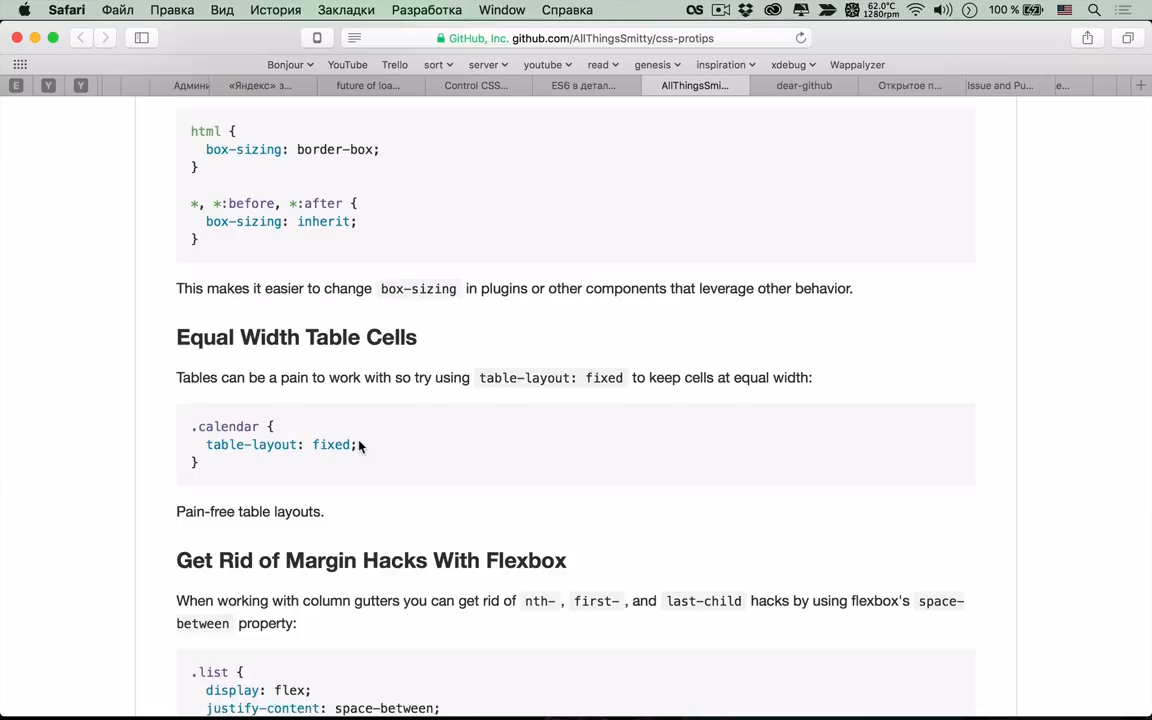 Safari Файл Правка Вид История Закладки Разработка Window Справка 62.0°C 1280rpm 100 %
GitHub, Inc. github.com/AllThingsSmitty/css-protips
Bonjour YouTube Trello sort server youtube read genesis inspiration xdebug Wappalyzer
E Y Y Админи «Яндекс» з... future of loa... Control CSS... ES6 в детал... AllThingsSmi... dear-github Открытое п... Issue and Pu... е...
html {
box-sizing: border-box;
}
*, *:before, *:after {
box-sizing: inherit;
}
This makes it easier to change box-sizing in plugins or other components that leverage other behavior.
Equal Width Table Cells
Tables can be a pain to work with so try using table-layout: fixed to keep cells at equal width:
.calendar {
table-layout: fixed;
}
Pain-free table layouts.
Get Rid of Margin Hacks With Flexbox
When working with column gutters you can get rid of nth-, first-, and last-child hacks by using flexbox's space-
between property:
.list {
display: flex;
justify-content: space-between;